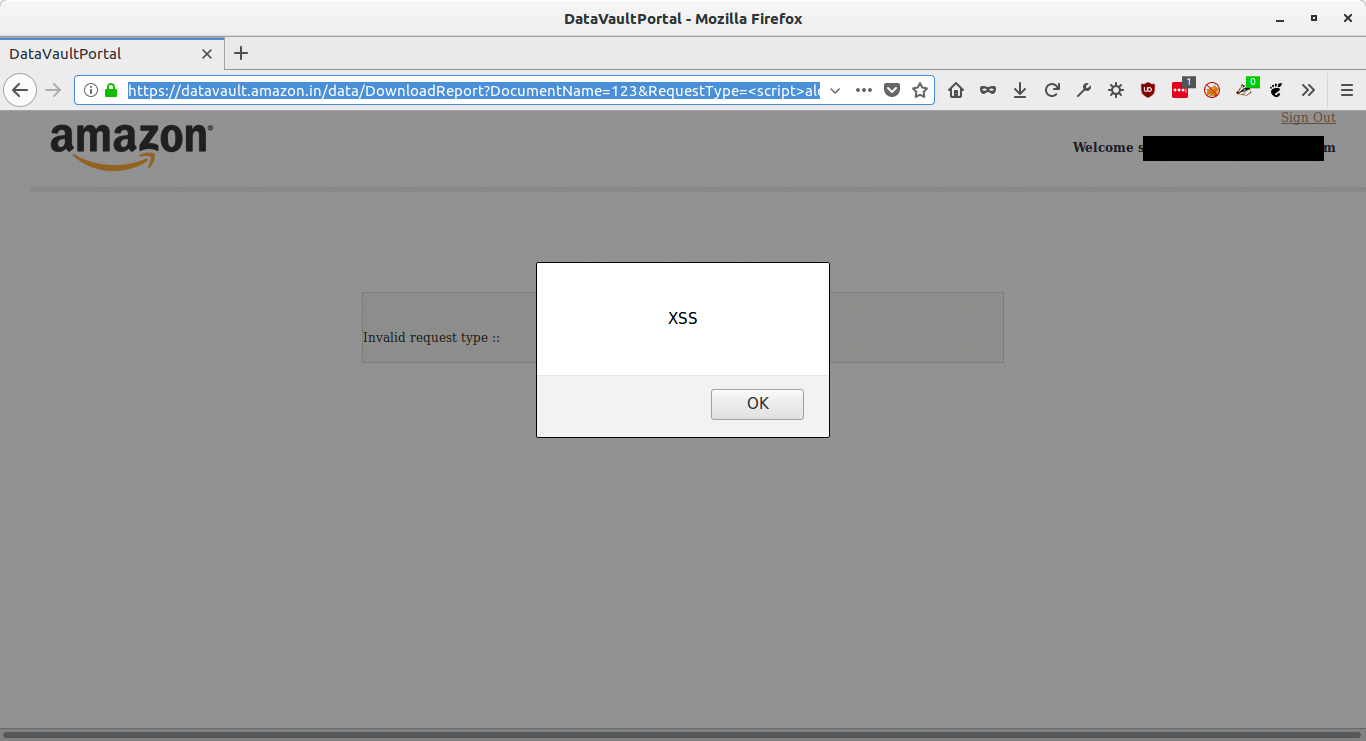 DataVaultPortal - Mozilla Firefox
DataVaultPortal
https://datavault.amazon.in/data/DownloadReport?DocumentName=123&RequestType=<script>ale
1
0
amazon®
Sign Out
Welcome s m
Invalid request type ::
XSS
OK